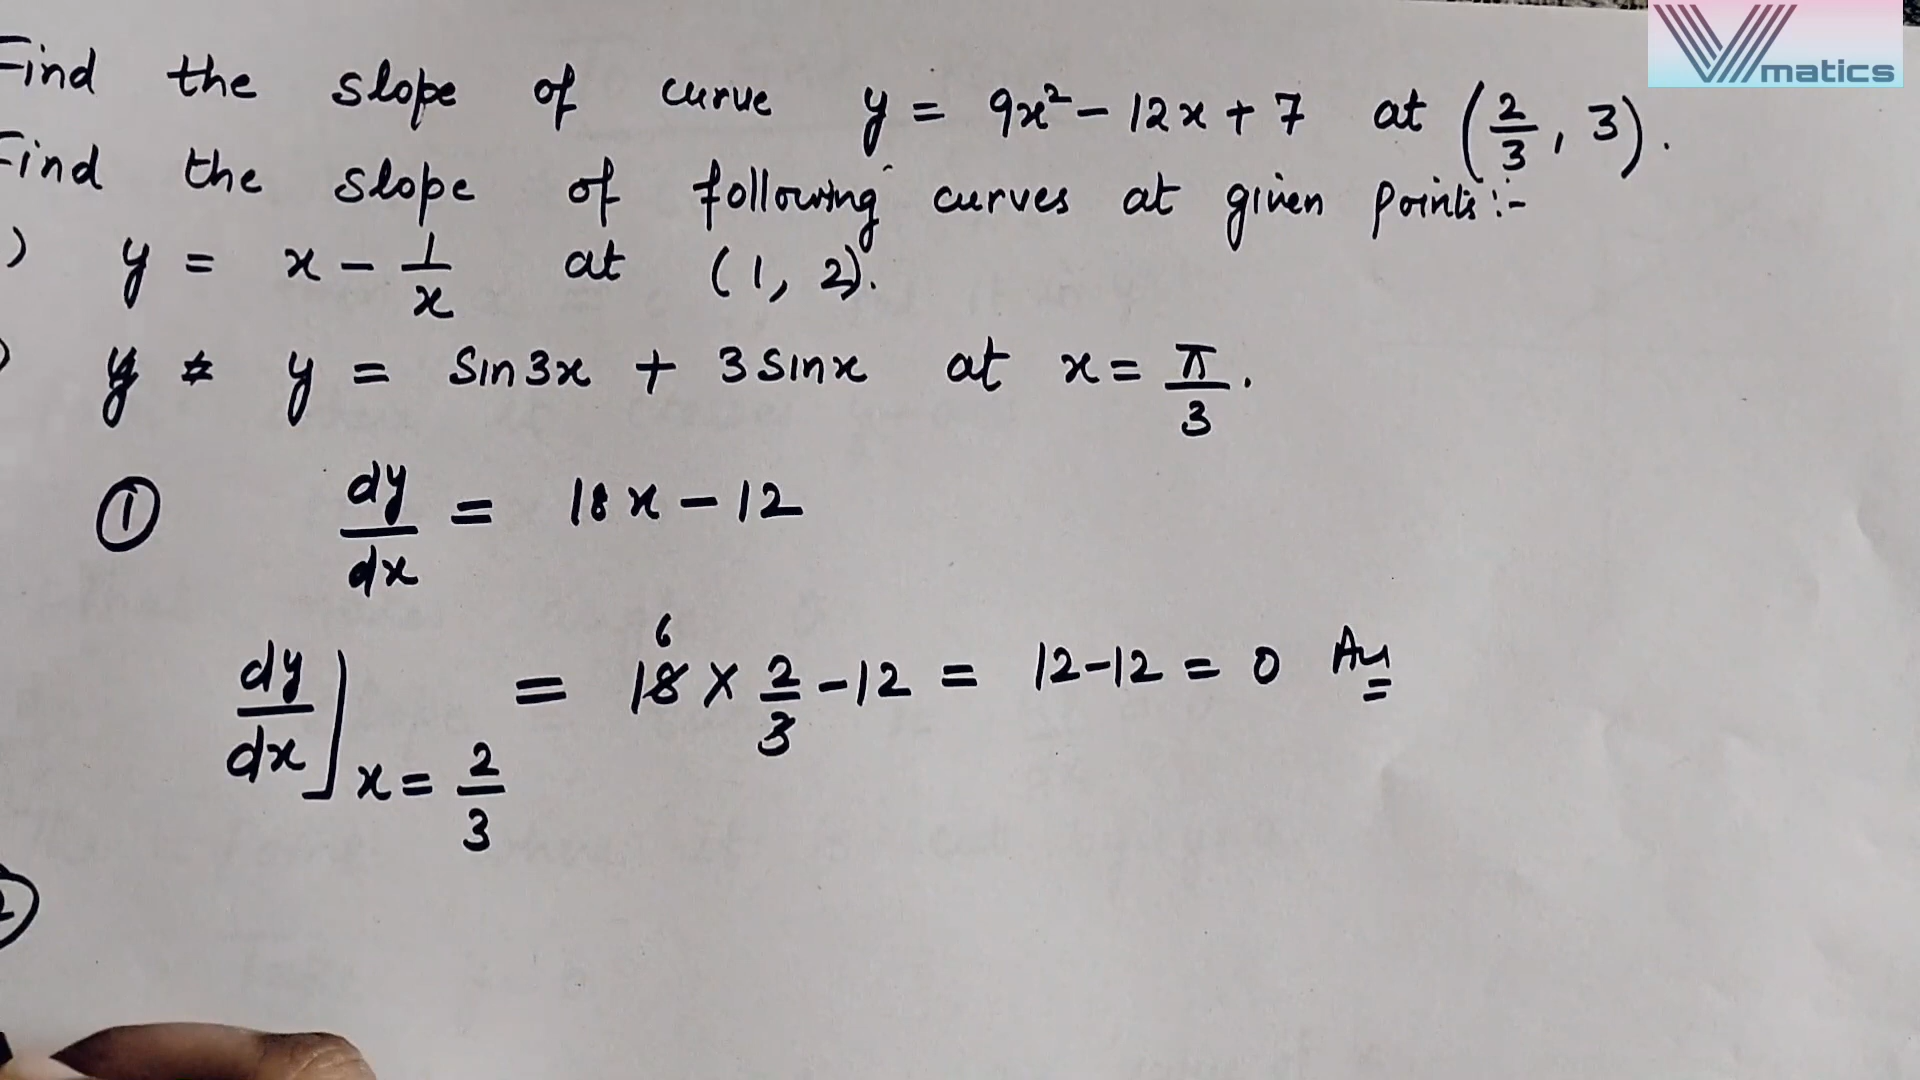 Vmatics
Find the slope of curve y = 9x² - 12x + 7 at (2/3, 3).
Find the slope of following curves at given points :-
) y = x - 1/x at (1, 2).
) y = y = sin3x + 3sinx at x = π/3.
① dy/dx = 18x - 12
dy/dx]x = 2/3 = 18 6 × 2/3 - 12 = 12 - 12 = 0 Ans
②